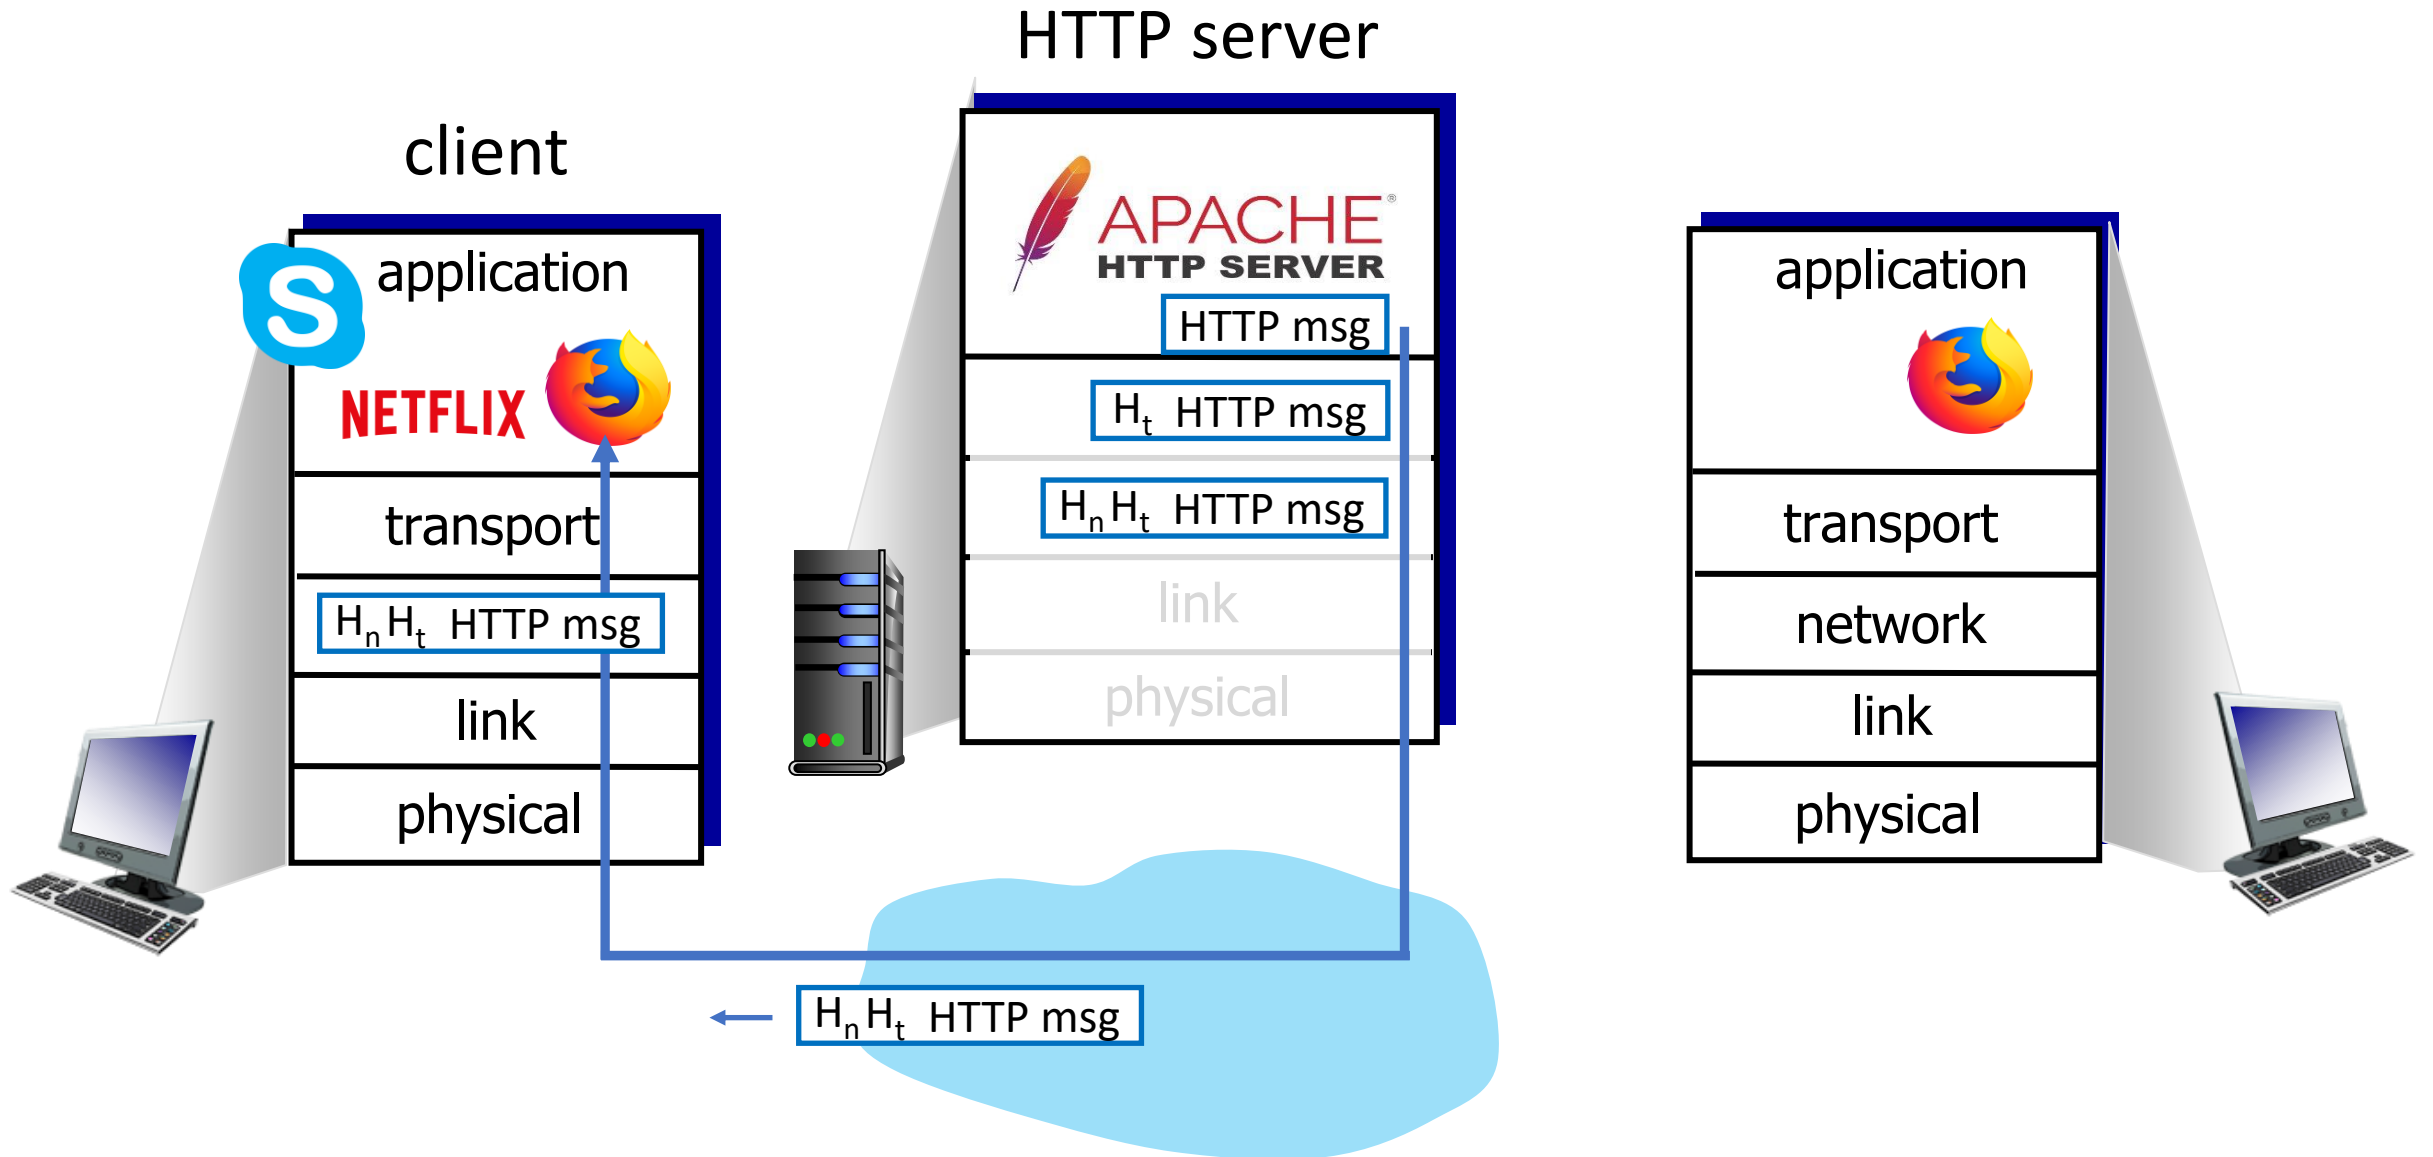 HTTP server
client
application
NETFLIX
transport
HnHt HTTP msg
link
physical
APACHE®
HTTP SERVER
HTTP msg
Ht HTTP msg
HnHt HTTP msg
link
physical
application
transport
network
link
physical
HnHt HTTP msg